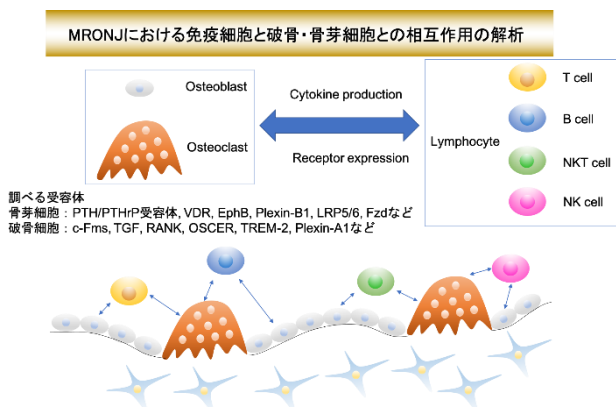 MRONJにおける免疫細胞と破骨・骨芽細胞との相互作用の解析
Osteoblast
Osteoclast
Cytokine production
Receptor expression
Lymphocyte
T cell
B cell
NKT cell
NK cell
調べる受容体
骨芽細胞：PTH/PTHrP受容体, VDR, EphB, Plexin-B1, LRP5/6, Fzdなど
破骨細胞：c-Fms, TGF, RANK, OSCER, TREM-2, Plexin-A1など